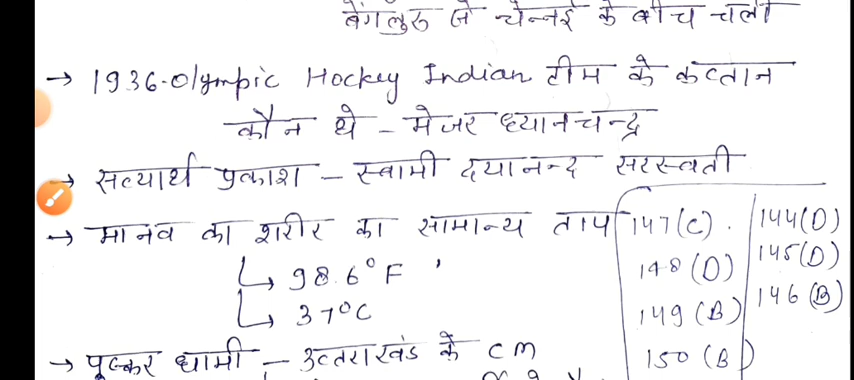 बेंगलुरु से चेन्नई के बीच चली
→ 1936-Olympic Hockey Indian टीम के कप्तान
कौन थे - मेजर ध्यानचन्द्र
→ सत्यार्थ प्रकाश - स्वामी दयानन्द सरस्वती
→ मानव का शरीर का सामान्य ताप
↳ 98.6°F
↳ 37°C
→ पुष्कर धामी - उत्तराखंड के cm
147(C). 144(D)
148(D) 145(D)
149(B) 146(B)
150(B)